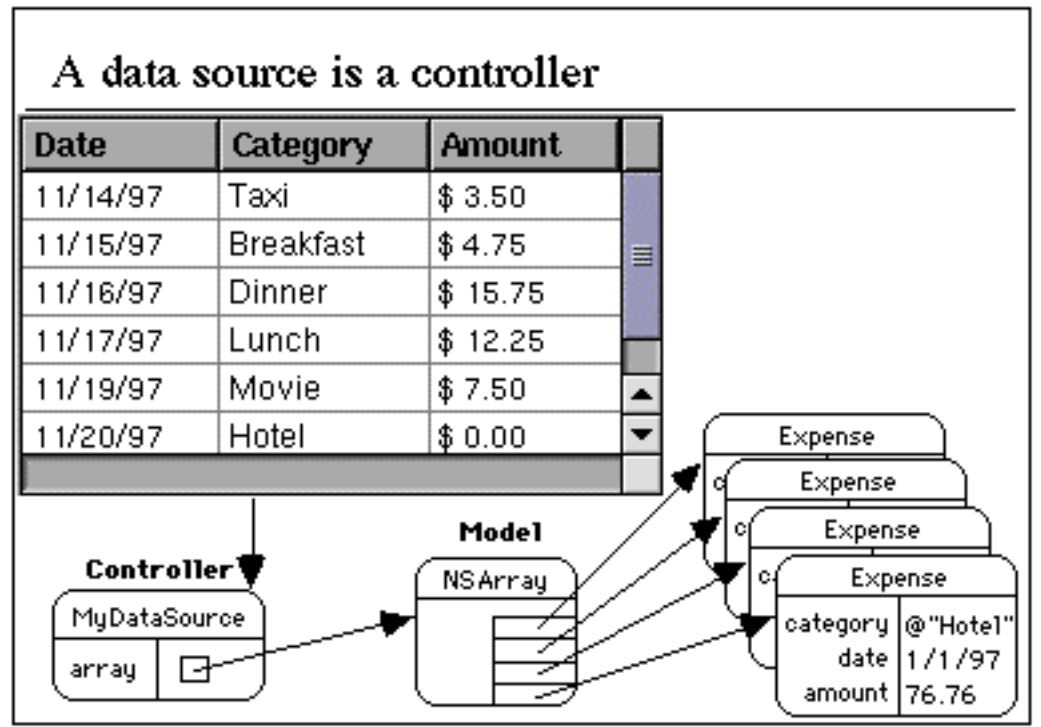 A data source is a controller
Date Category Amount
11/14/97 Taxi $ 3.50
11/15/97 Breakfast $ 4.75
11/16/97 Dinner $ 15.75
11/17/97 Lunch $ 12.25
11/19/97 Movie $ 7.50
11/20/97 Hotel $ 0.00
Controller
MyDataSource
array
Model
NSArray
Expense
c
Expense
c
Expense
c
Expense
category @"Hotel"
date 1/1/97
amount 76.76